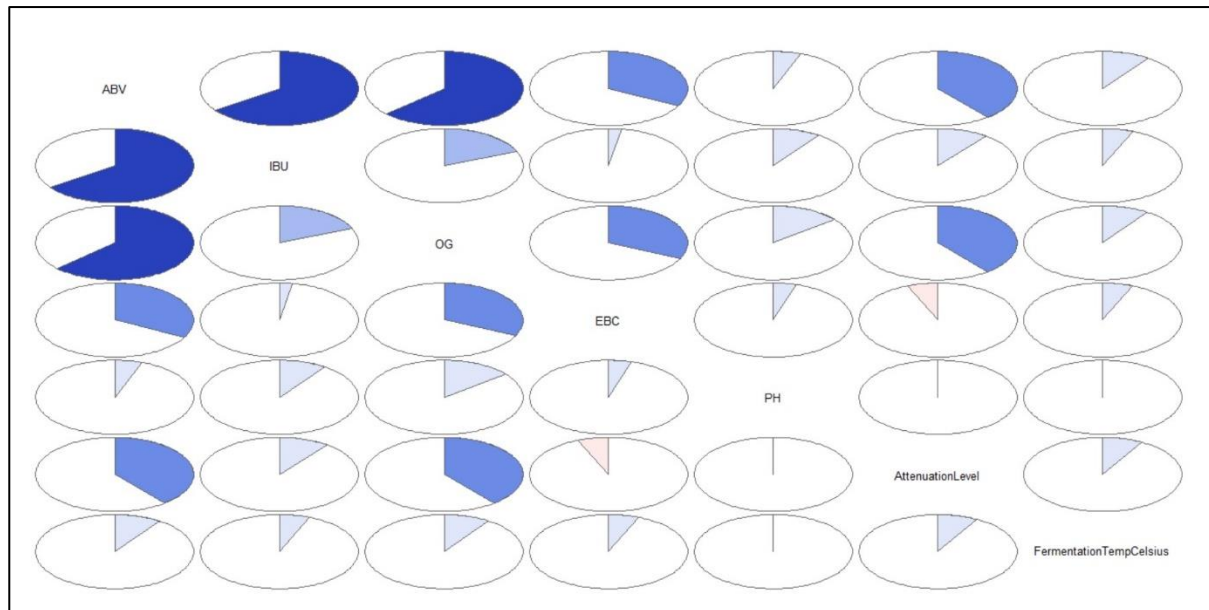 ABV
IBU
OG
EBC
PH
AttenuationLevel
FermentationTempCelsius